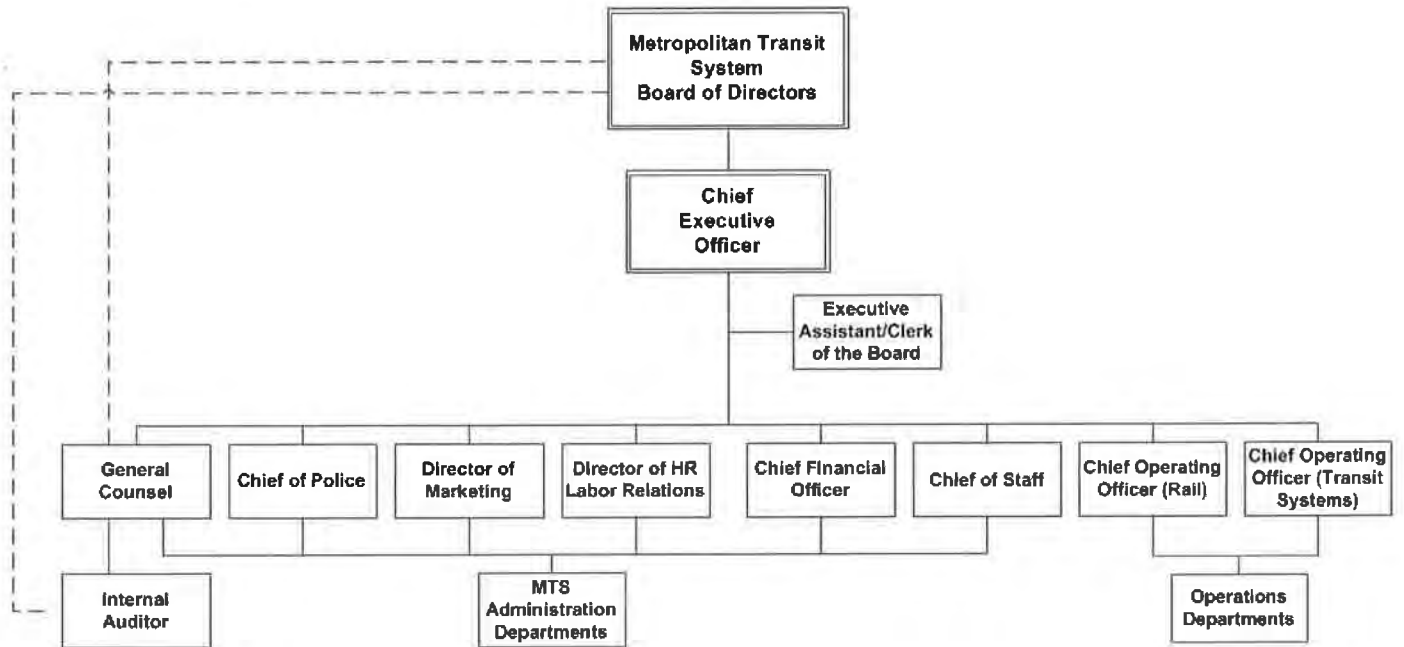 Metropolitan Transit
System
Board of Directors
Chief
Executive
Officer
Executive
Assistant/Clerk
of the Board
General
Counsel
Chief of Police
Director of
Marketing
Director of HR
Labor Relations
Chief Financial
Officer
Chief of Staff
Chief Operating
Officer (Rail)
Chief Operating
Officer (Transit
Systems)
Internal
Auditor
MTS
Administration
Departments
Operations
Departments